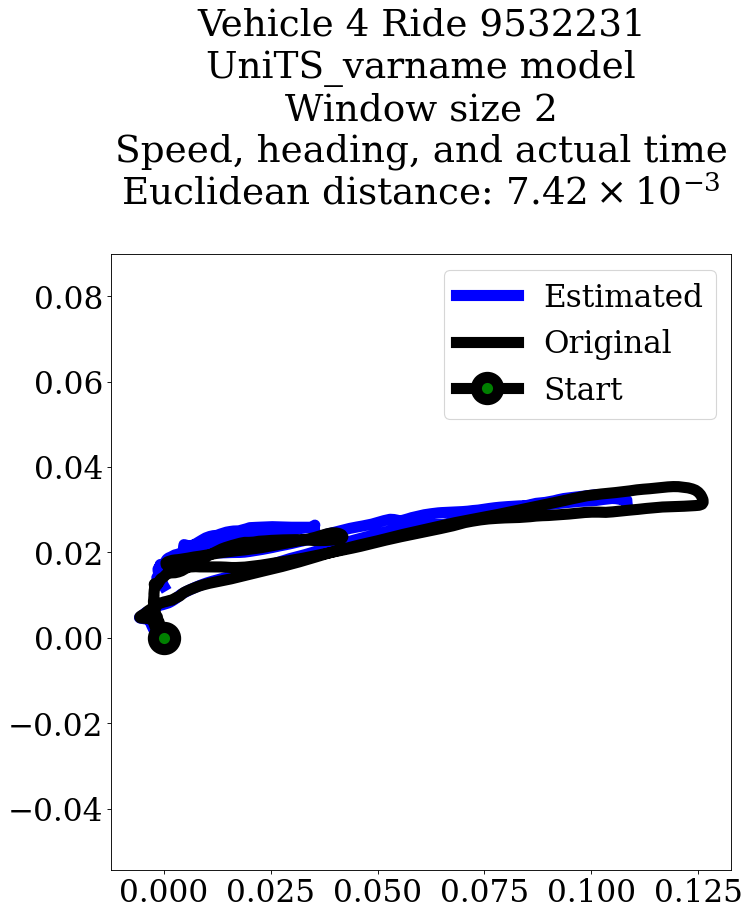 Vehicle 4 Ride 9532231
UniTS_varname model
Window size 2
Speed, heading, and actual time
Euclidean distance: 7.42 × 10⁻³
Estimated
Original
Start
0.08
0.06
0.04
0.02
0.00
−0.02
−0.04
0.000 0.025 0.050 0.075 0.100 0.125